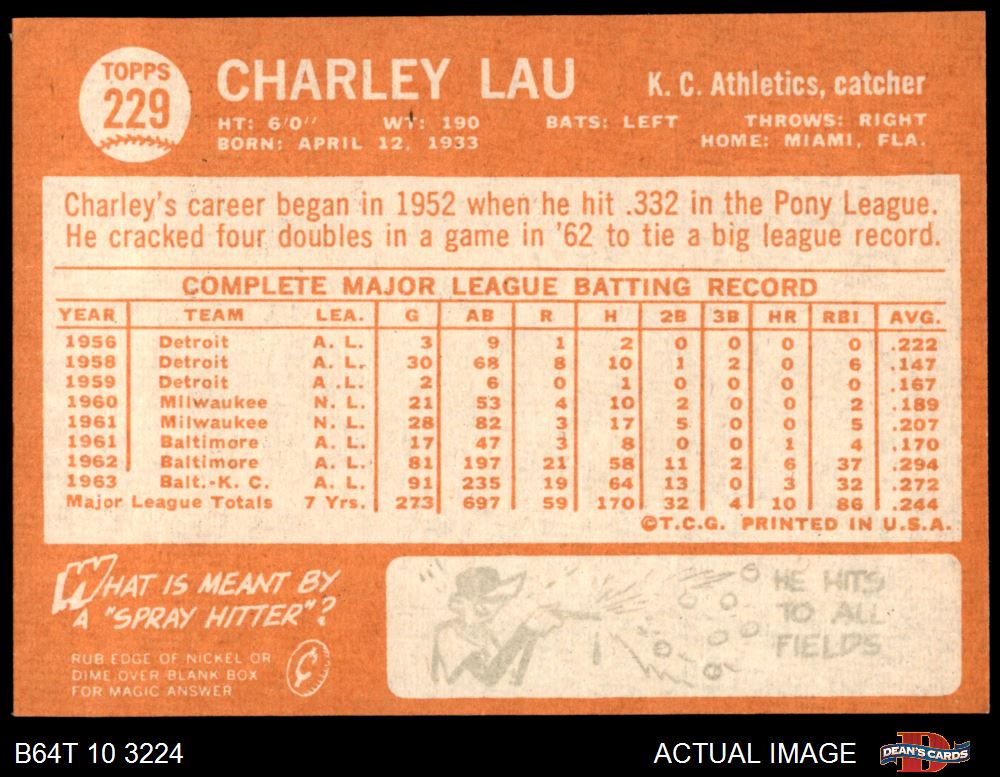 TOPPS
229
CHARLEY LAU
K. C. Athletics, catcher
HT: 6'0'' WT: 190 BATS: LEFT THROWS: RIGHT
BORN: APRIL 12, 1933 HOME: MIAMI, FLA.
Charley's career began in 1952 when he hit .332 in the Pony League.
He cracked four doubles in a game in '62 to tie a big league record.
COMPLETE MAJOR LEAGUE BATTING RECORD
YEAR TEAM LEA. G AB R H 2B 3B HR RBI AVG.
1956 Detroit A. L. 3 9 1 2 0 0 0 0 .222
1958 Detroit A. L. 30 68 8 10 1 2 0 6 .147
1959 Detroit A. L. 2 6 0 1 0 0 0 0 .167
1960 Milwaukee N. L. 21 53 4 10 2 0 0 2 .189
1961 Milwaukee N. L. 28 82 3 17 5 0 0 5 .207
1961 Baltimore A. L. 17 47 3 8 0 0 1 4 .170
1962 Baltimore A. L. 81 197 21 58 11 2 6 37 .294
1963 Balt.-K. C. A. L. 91 235 19 64 13 0 3 32 .272
Major League Totals 7 Yrs. 273 697 59 170 32 4 10 86 .244
©T.C.G. PRINTED IN U.S.A.
WHAT IS MEANT BY
A "SPRAY HITTER"?
RUB EDGE OF NICKEL OR
DIME OVER BLANK BOX
FOR MAGIC ANSWER
¢
HE HITS
TO ALL
FIELDS
B64T 10 3224
ACTUAL IMAGE
D
DEAN'S CARDS